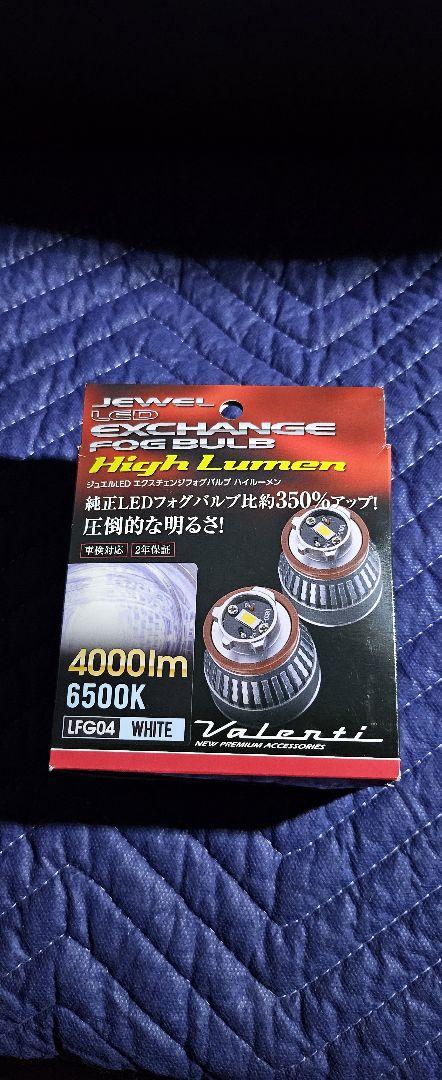 JEWEL
LED
EXCHANGE
FOG BULB
High Lumen
ジュエルLED エクスチェンジフォグバルブ ハイルーメン
純正LEDフォグバルブ比約350%アップ!
圧倒的な明るさ!
車検対応 2年保証
4000lm
6500K
LFG04 WHITE
Valenti
NEW PREMIUM ACCESSORIES